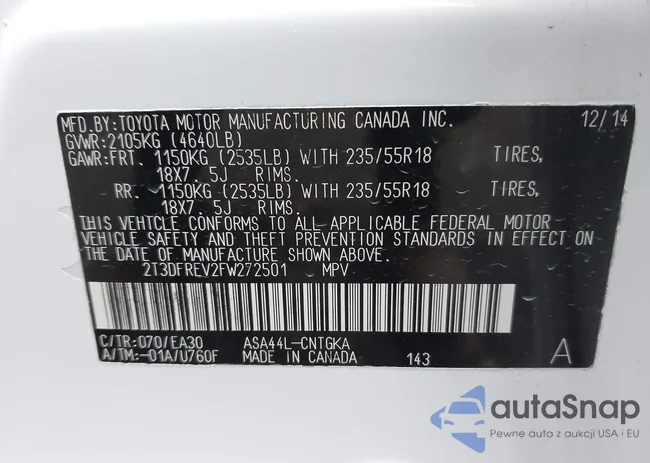 MFD.BY:TOYOTA MOTOR MANUFACTURING CANADA INC. 12/14
GVWR:2105KG (4640LB)
GAWR:FRT. 1150KG (2535LB) WITH 235/55R18 TIRES,
18X7. 5J RIMS.
RR. 1150KG (2535LB) WITH 235/55R18 TIRES,
18X7. 5J RIMS.
THIS VEHICLE CONFORMS TO ALL APPLICABLE FEDERAL MOTOR
VEHICLE SAFETY AND THEFT PREVENTION STANDARDS IN EFFECT ON
THE DATE OF MANUFACTURE SHOWN ABOVE.
2T3DFREV2FW272501 MPV
C/TR:070/EA30 ASA44L-CNTGKA
A/TM:-01A/U760F MADE IN CANADA 143 A
autaSnap
Pewne auta z aukcji USA i EU